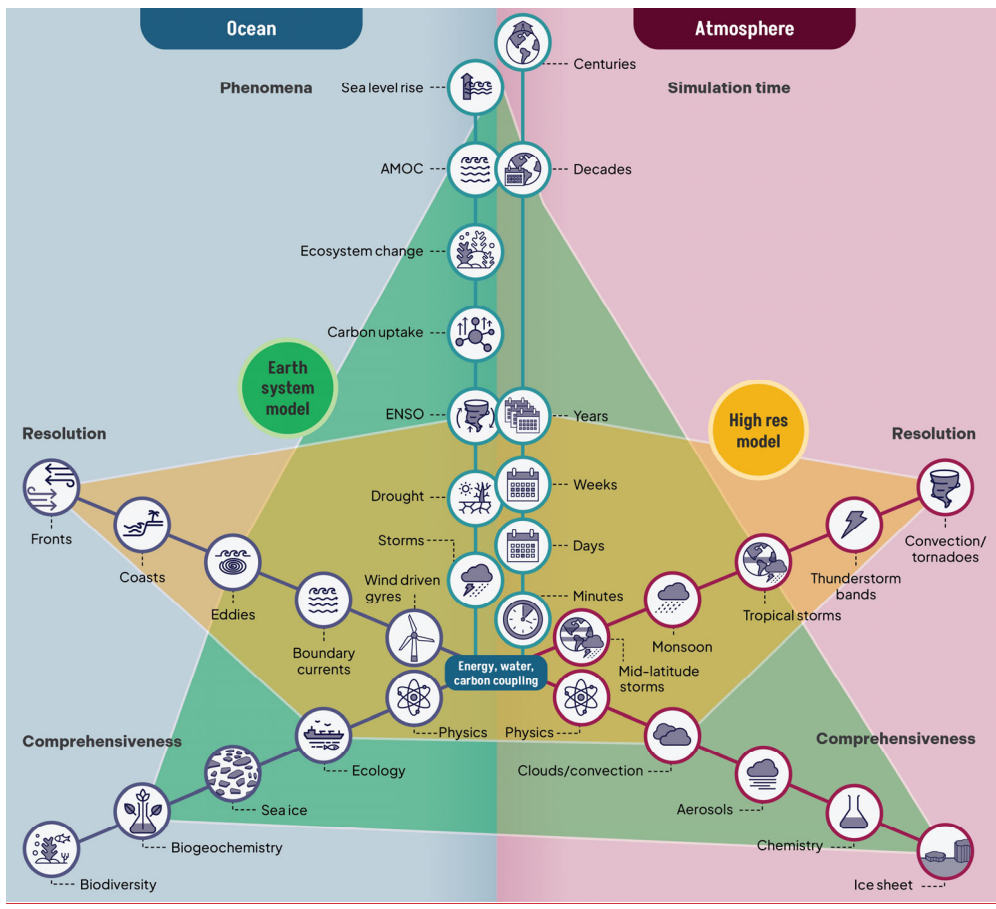 Ocean
Atmosphere
Centuries
Phenomena
Sea level rise
Simulation time
AMOC
Decades
Ecosystem change
Carbon uptake
Earth
system
model
ENSO
Years
High res
model
Resolution
Resolution
Fronts
Drought
Weeks
Convection/
tornadoes
Coasts
Storms
Days
Thunderstorm
bands
Eddies
Wind driven
gyres
Minutes
Tropical storms
Boundary
currents
Monsoon
Mid-latitude
storms
Energy, water,
carbon coupling
Comprehensiveness
Physics
Physics
Comprehensiveness
Ecology
Clouds/convection
Sea ice
Aerosols
Biogeochemistry
Chemistry
Biodiversity
Ice sheet